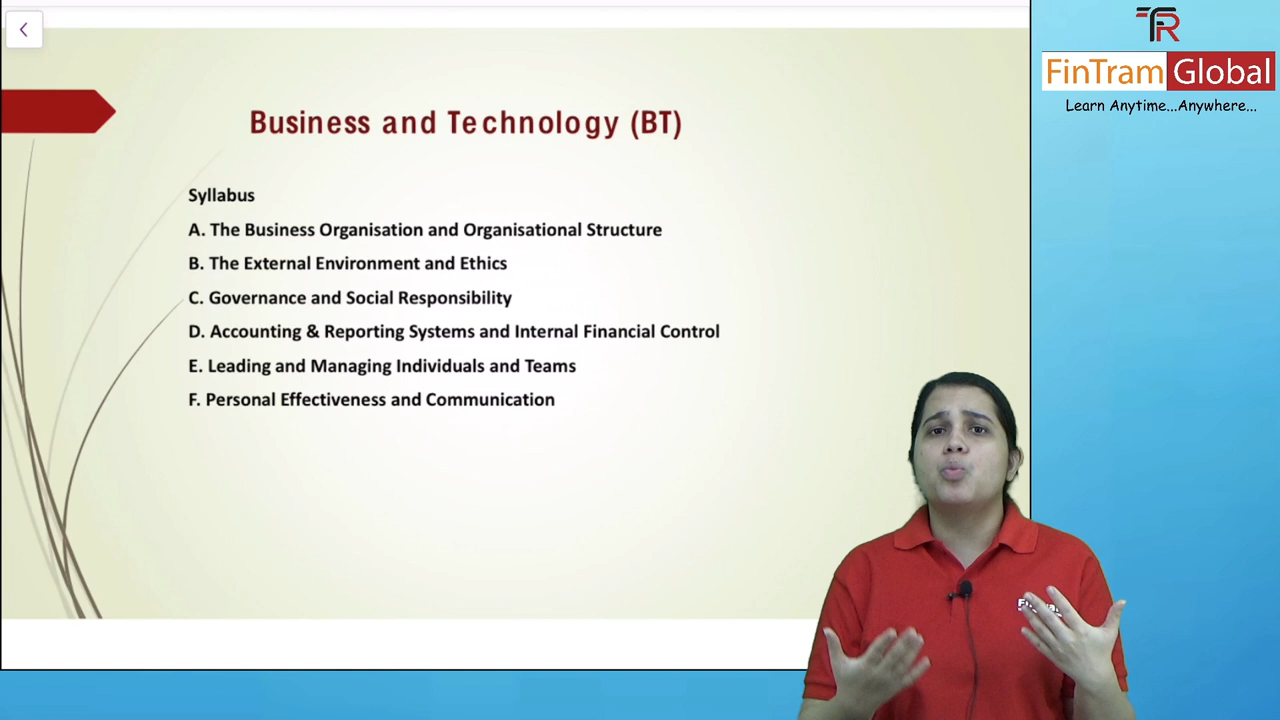 TR
FinTram Global
Learn Anytime...Anywhere...
Business and Technology (BT)
Syllabus
A. The Business Organisation and Organisational Structure
B. The External Environment and Ethics
C. Governance and Social Responsibility
D. Accounting & Reporting Systems and Internal Financial Control
E. Leading and Managing Individuals and Teams
F. Personal Effectiveness and Communication